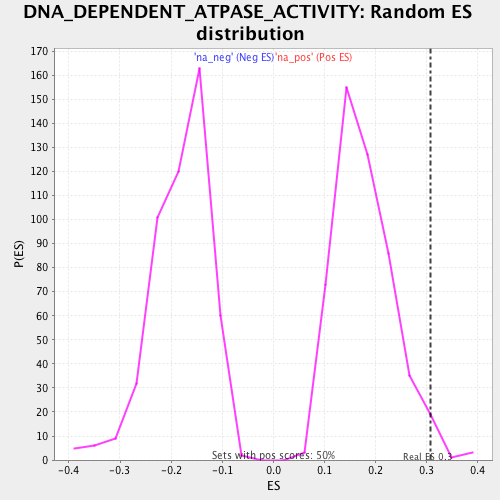 DNA_DEPENDENT_ATPASE_ACTIVITY: Random ES
distribution
'na_neg' (Neg ES)'na_pos' (Pos ES)
170
160
150
140
130
120
110
100
90
80
70
60
50
40
30
20
10
0
P(ES)
Sets with pos scores: 50%
Real ES 0.3
-0.4 -0.3 -0.2 -0.1 0.0 0.1 0.2 0.3 0.4
ES